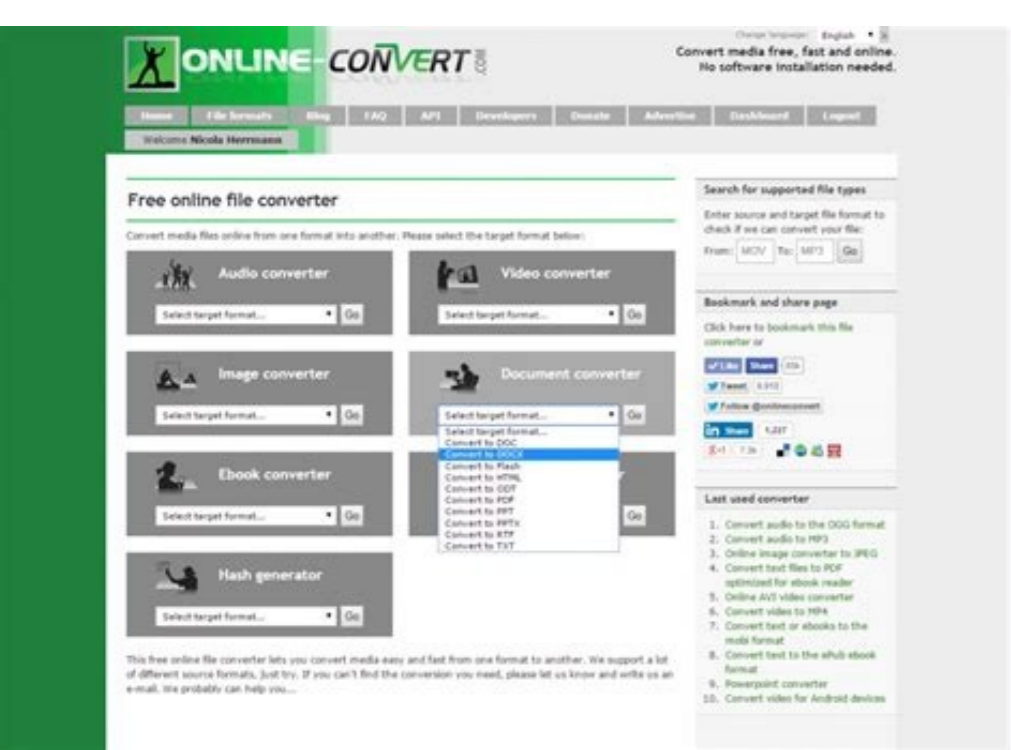 ONLINE-CONVERT.COM
Change language: English
Convert media free, fast and online.
No software installation needed.
Home File formats Blog FAQ API Developers Donate Advertise Dashboard Logout
Welcome Nicola Herrmann
Free online file converter
Convert media files online from one format into another. Please select the target format below:
Audio converter
Select target format... Go
Video converter
Select target format... Go
Image converter
Select target format... Go
Document converter
Select target format... Go
Select target format...
Convert to DOC
Convert to DOCX
Convert to Flash
Convert to HTML
Convert to ODT
Convert to PDF
Convert to PPT
Convert to PPTX
Convert to RTF
Convert to TXT
Ebook converter
Select target format... Go
Go
Hash generator
Select target format... Go
This free online file converter lets you convert media easy and fast from one format to another. We support a lot
of different source formats, just try. If you can't find the conversion you need, please let us know and write us an
e-mail. We probably can help you...
Search for supported file types
Enter source and target file format to
check if we can convert your file:
From: MOV To: MP3 Go
Bookmark and share page
Click here to bookmark this file
converter or
Like Share
Tweet
Follow @onlineconvert
in Share
Last used converter
1. Convert audio to the OGG format
2. Convert audio to MP3
3. Online image converter to JPEG
4. Convert text files to PDF
optimized for ebook reader
5. Online AVI video converter
6. Convert videos to MP4
7. Convert text or ebooks to the
mobi format
8. Convert text to the ePub ebook
format
9. Powerpoint converter
10. Convert video for Android devices